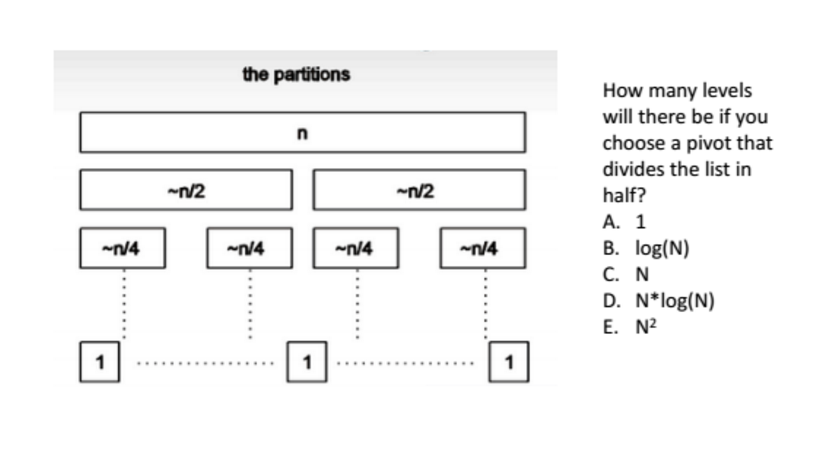 the partitions
n
~n/2 ~n/2
~n/4 ~n/4 ~n/4 ~n/4
1 1 1
How many levels
will there be if you
choose a pivot that
divides the list in
half?
A. 1
B. log(N)
C. N
D. N*log(N)
E. N²